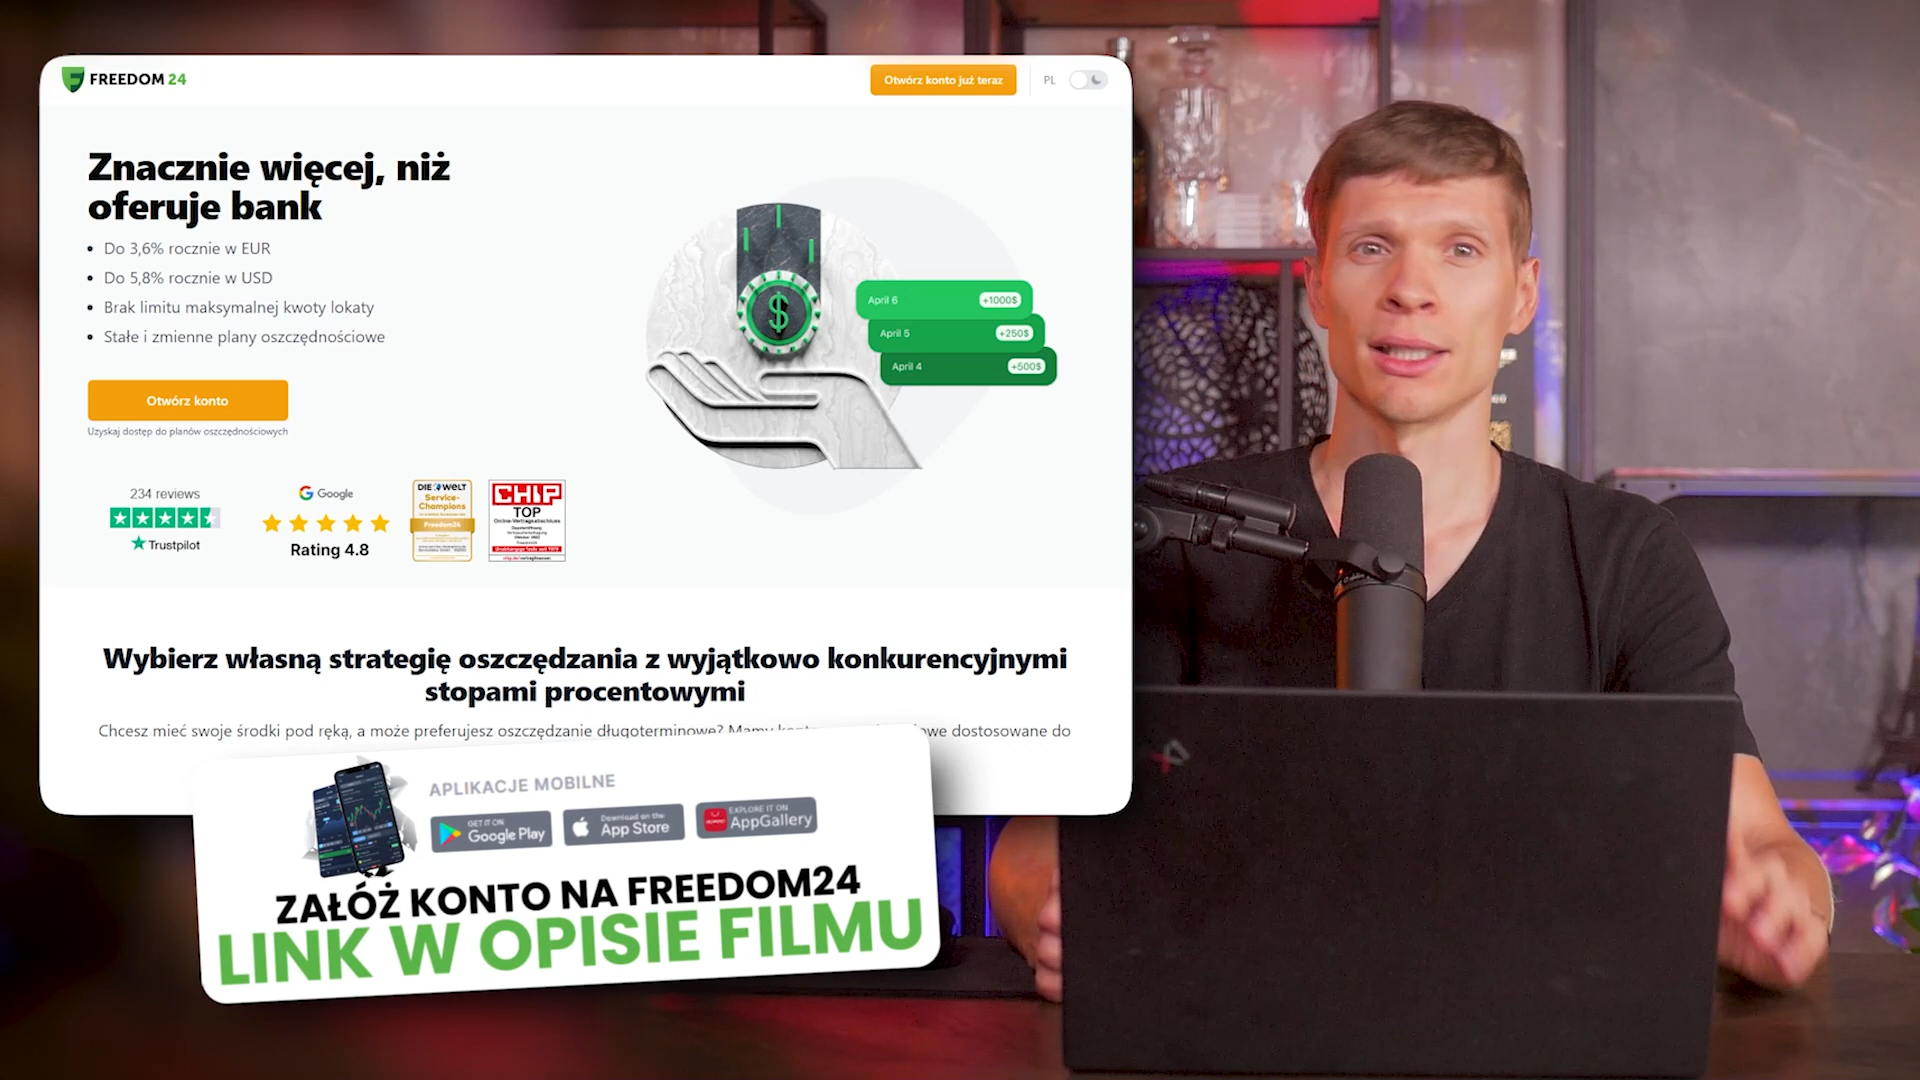 FREEDOM 24
Otwórz konto już teraz
PL
Znacznie więcej, niż
oferuje bank
Do 3,6% rocznie w EUR
Do 5,8% rocznie w USD
Brak limitu maksymalnej kwoty lokaty
Stałe i zmienne plany oszczędnościowe
April 6 +1000$
April 5 +250$
April 4 +500$
Otwórz konto
Uzyskaj dostęp do planów oszczędnościowych
234 reviews
Trustpilot
Google
Rating 4.8
DIE WELT
Service-
Champions
Freedom24
CHIP
TOP
Wybierz własną strategię oszczędzania z wyjątkowo konkurencyjnymi
stopami procentowymi
Chcesz mieć swoje środki pod ręką, a może preferujesz oszczędzanie długoterminowe? Mamy dostosowane do
APLIKACJE MOBILNE
GET IT ON
Google Play
Download on the
App Store
EXPLORE IT ON
AppGallery
ZAŁÓŻ KONTO NA FREEDOM24
LINK W OPISIE FILMU